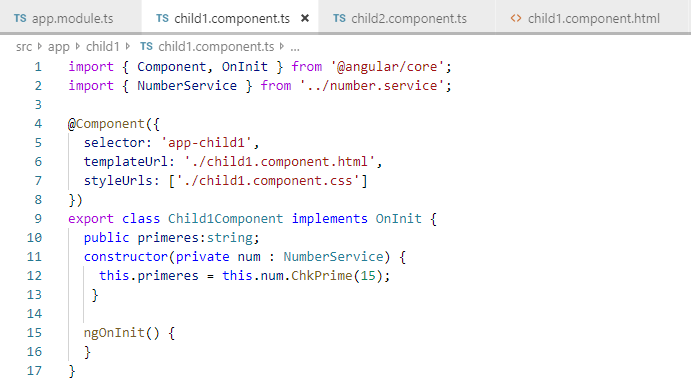 TS app.module.ts TS child1.component.ts × TS child2.component.ts <> child1.component.html
src › app › child1 › TS child1.component.ts › ...
1 import { Component, OnInit } from '@angular/core';
2 import { NumberService } from '../number.service';
3
4 @Component({
5   selector: 'app-child1',
6   templateUrl: './child1.component.html',
7   styleUrls: ['./child1.component.css']
8 })
9 export class Child1Component implements OnInit {
10   public primeres:string;
11   constructor(private num : NumberService) {
12     this.primeres = this.num.ChkPrime(15);
13    }
14
15   ngOnInit() {
16   }
17 }